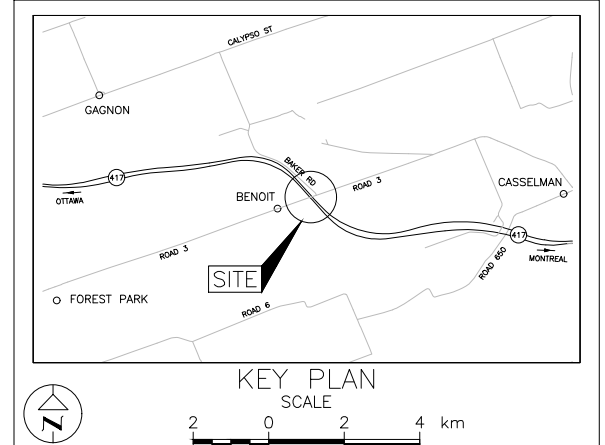 CALYPSO ST
GAGNON
BAKER RD
417
OTTAWA
BENOIT
ROAD 3
CASSELMAN
417
MONTREAL
ROAD 3
ROAD 650
SITE
FOREST PARK
ROAD 6
KEY PLAN
SCALE
N
2 0 2 4 km